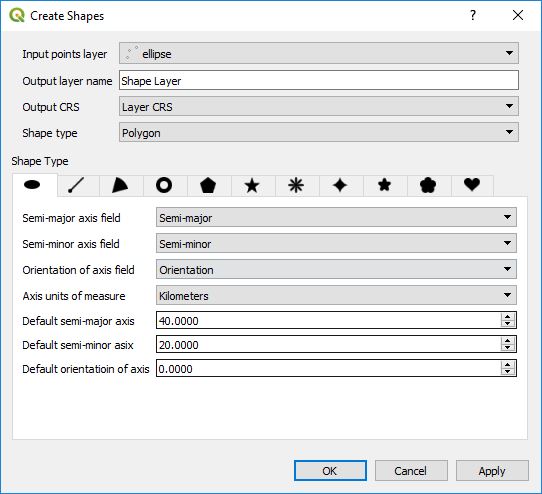 Create Shapes
Input points layer ellipse
Output layer name Shape Layer
Output CRS Layer CRS
Shape type Polygon
Shape Type
Semi-major axis field Semi-major
Semi-minor axis field Semi-minor
Orientation of axis field Orientation
Axis units of measure Kilometers
Default semi-major axis 40.0000
Default semi-minor asix 20.0000
Default orientatioin of axis 0.0000
OK Cancel Apply